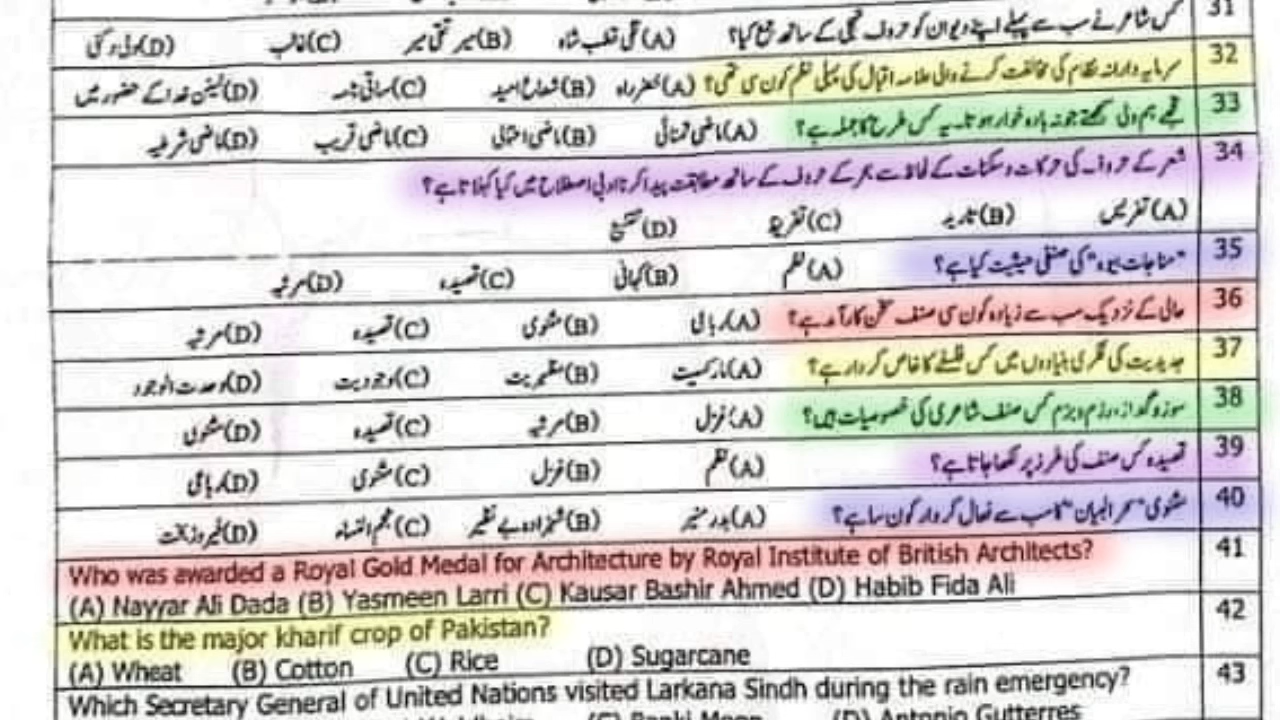 31 کس شاعر نے سب سے پہلے اپنے دیوان کو حروف تہجی کے ساتھ جمع کیا؟ (A) قلی قطب شاہ (B) میر تقی میر (C) غالب (D) ولی دکنی
32 سرمایہ دارانہ نظام کی مخالفت کرنے والی علامہ اقبال کی پہلی نظم کون سی تھی؟ (A) خضر راہ (B) شعاع امید (C) ساقی نامہ (D) لینن خدا کے حضور میں
33 تجھے ہم ولی سمجھتے جو نہ بادہ خوار ہوتا۔ یہ کس طرح کا جملہ ہے؟ (A) ماضی تمنائی (B) ماضی احتمالی (C) ماضی قریب (D) ماضی شرطیہ
34 شعر کے حروف کی حرکات و سکنات کے لحاظ سے بحر کے حروف کے ساتھ مطابقت پیدا کرنا ادبی اصطلاح میں کیا کہلاتا ہے؟
(A) تفریس (B) تارید (C) تقریظ (D)
35 "مناجات بیوہ" کی صنفی حیثیت کیا ہے؟ (A) نظم (B) کہانی (C) قصیدہ (D) مرثیہ
36 حالی کے نزدیک سب سے زیادہ کون سی صنف سخن کارآمد ہے؟ (A) رباعی (B) مثنوی (C) قصیدہ (D) مرثیہ
37 جدیدیت کی فکری بنیادوں میں کس فلسفے کا خاص کردار ہے؟ (A) مارکسیت (B) مظہریت (C) وجودیت (D) وحدت الوجود
38 سوز و گداز، رزم و بزم کس صنف شاعری کی خصوصیات ہیں؟ (A) غزل (B) مرثیہ (C) قصیدہ (D) مثنوی
39 قصیدہ کس صنف کی طرز پر لکھا جاتا ہے؟ (A) نظم (B) غزل (C) مثنوی (D) رباعی
40 مثنوی "سحر البیان" کا سب سے فعال کردار کون سا ہے؟ (A) بدر منیر (B) شہزادہ بے نظیر (C) نجم النساء (D) فیروز بخت
Who was awarded a Royal Gold Medal for Architecture by Royal Institute of British Architects? 41
(A) Nayyar Ali Dada (B) Yasmeen Larri (C) Kausar Bashir Ahmed (D) Habib Fida Ali
What is the major kharif crop of Pakistan? 42
(A) Wheat (B) Cotton (C) Rice (D) Sugarcane
Which Secretary General of United Nations visited Larkana Sindh during the rain emergency? 43
(C) Banki Moon (D) Antonio Gutterres